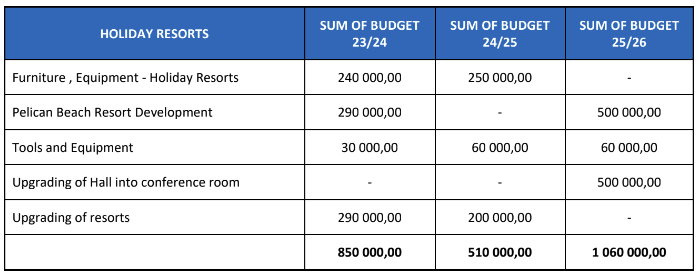 HOLIDAY RESORTS SUM OF BUDGET 23/24 SUM OF BUDGET 24/25 SUM OF BUDGET 25/26
Furniture , Equipment - Holiday Resorts 240 000,00 250 000,00 -
Pelican Beach Resort Development 290 000,00 - 500 000,00
Tools and Equipment 30 000,00 60 000,00 60 000,00
Upgrading of Hall into conference room - - 500 000,00
Upgrading of resorts 290 000,00 200 000,00 -
850 000,00 510 000,00 1 060 000,00